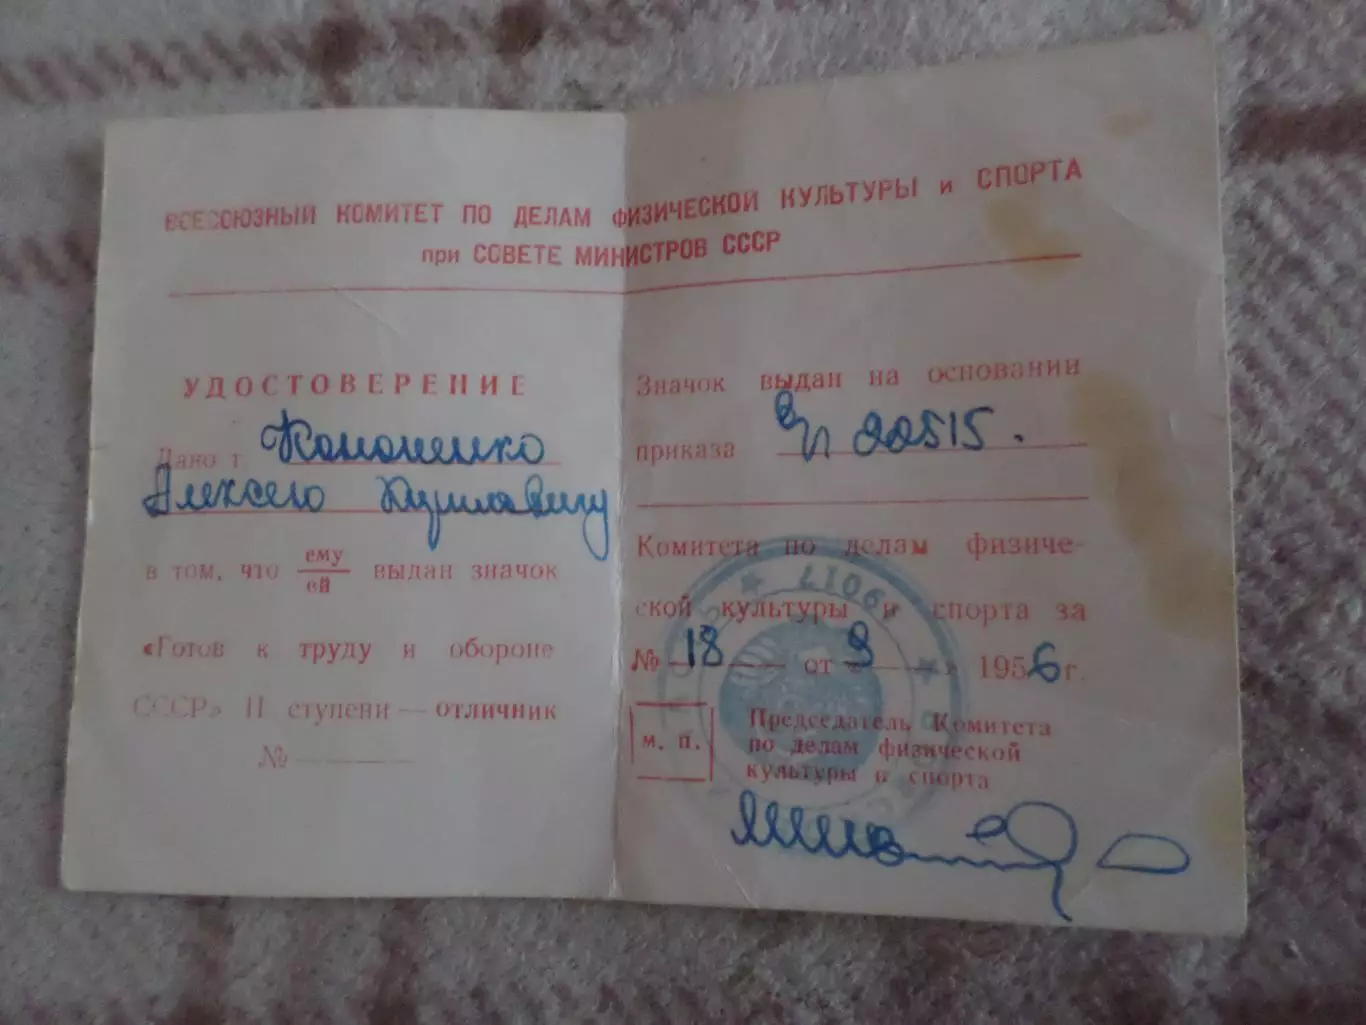 ВСЕСОЮЗНЫЙ КОМИТЕТ ПО ДЕЛАМ ФИЗИЧЕСКОЙ КУЛЬТУРЫ и СПОРТА
при СОВЕТЕ МИНИСТРОВ СССР
УДОСТОВЕРЕНИЕ
Дано т. Кононенко
в том, что ему/ей выдан значок
«Готов к труду и обороне
СССР» II ступени — отличник
№
Значок выдан на основании
приказа 22515.
Комитета по делам физиче-
ской культуры и спорта за
№ 18 от 9 1956 г.
м. п.
Председатель Комитета
по делам физической
культуры и спорта